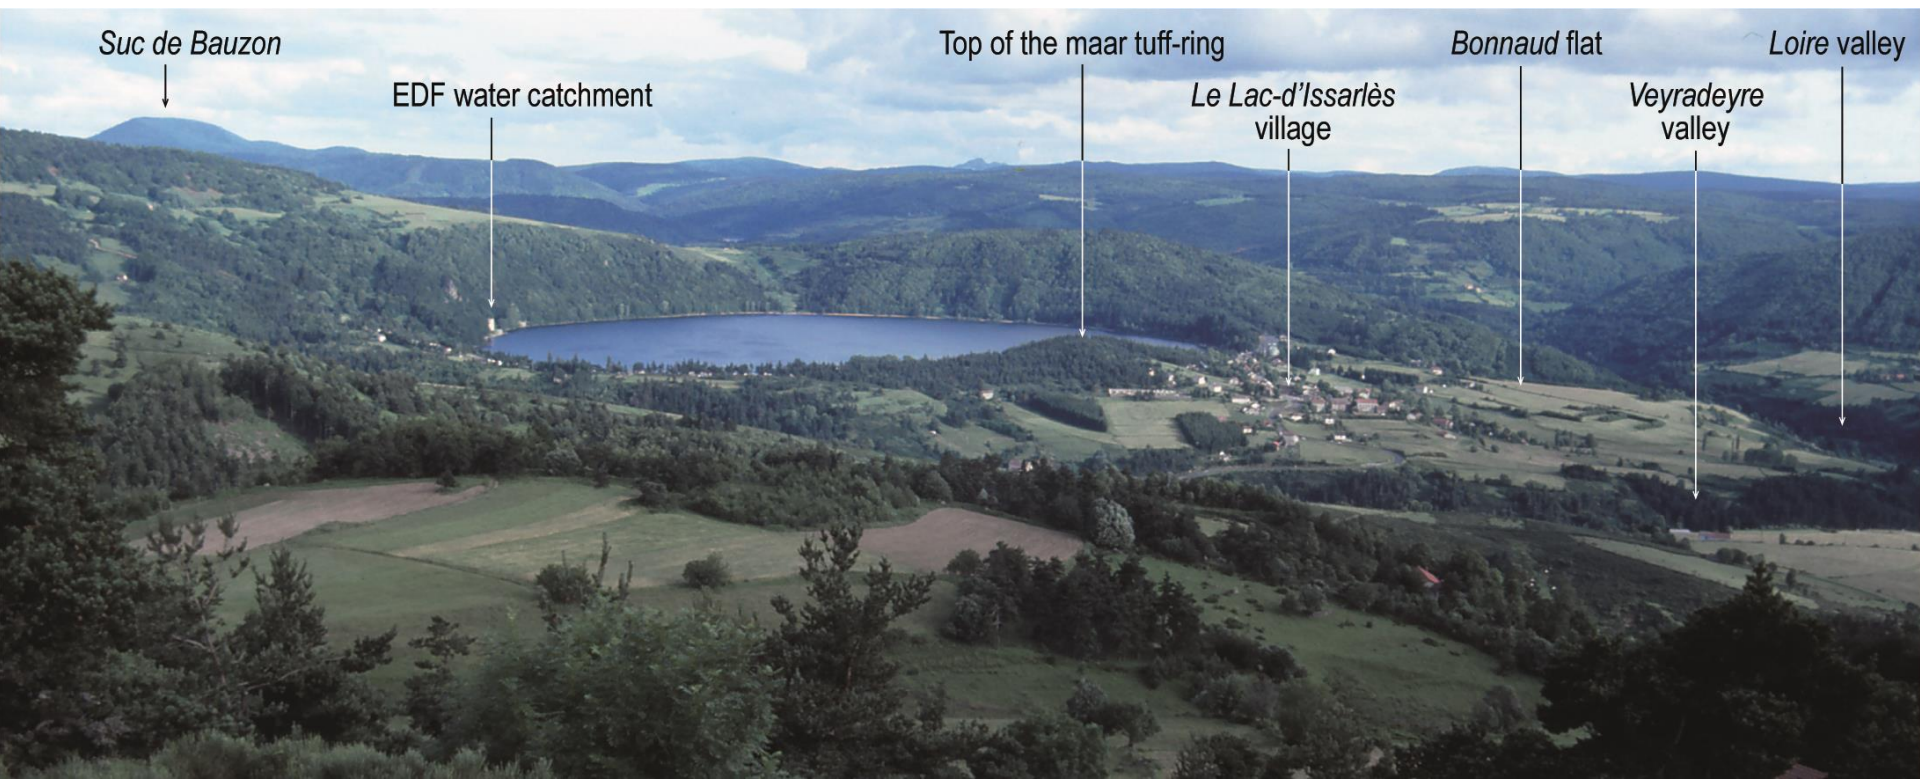 Suc de Bauzon
EDF water catchment
Top of the maar tuff-ring
Le Lac-d'Issarlès
village
Bonnaud flat
Veyradeyre
valley
Loire valley